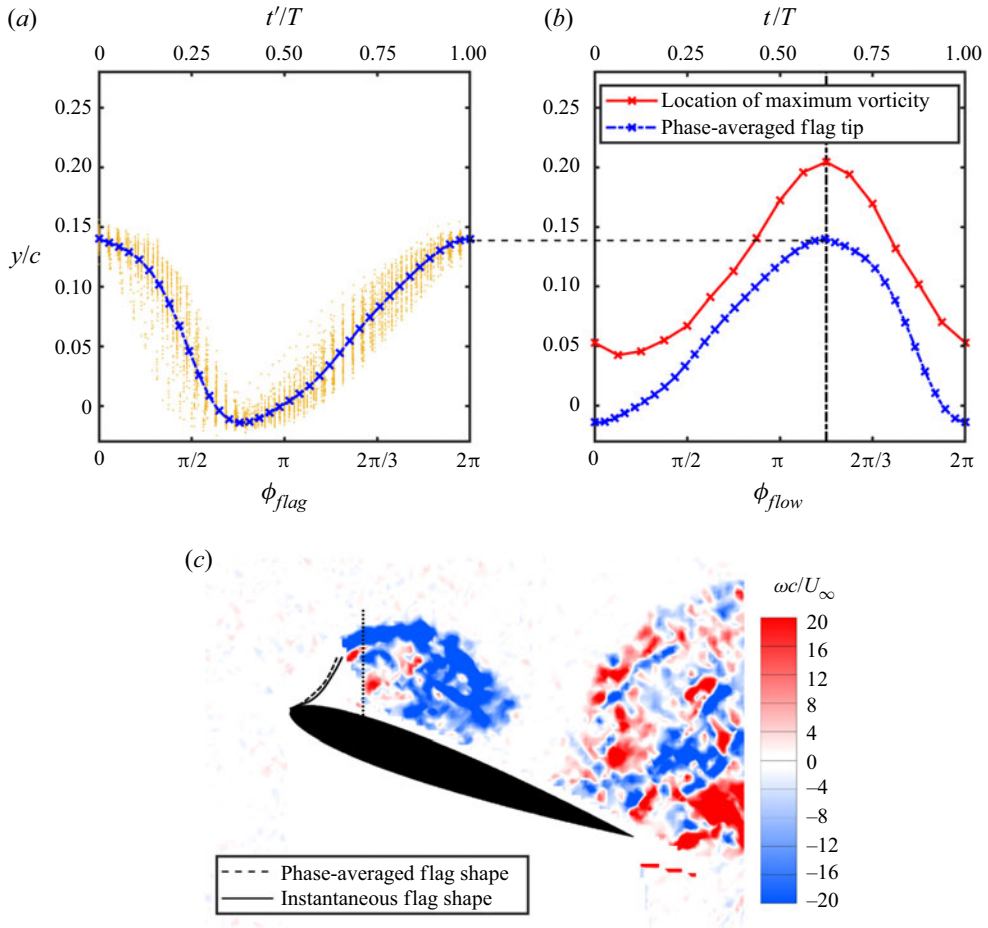 (a) t′/T
0 0.25 0.50 0.75 1.00
0.25
0.20
0.15
y/c
0.10
0.05
0
0 π/2 π 2π/3 2π
ϕflag
(b) t/T
0 0.25 0.50 0.75 1.00
Location of maximum vorticity
Phase-averaged flag tip
0.25
0.20
0.15
0.10
0.05
0
0 π/2 π 2π/3 2π
ϕflow
(c)
Phase-averaged flag shape
Instantaneous flag shape
ωc/U∞
20
16
12
8
4
0
–4
–8
–12
–16
–20